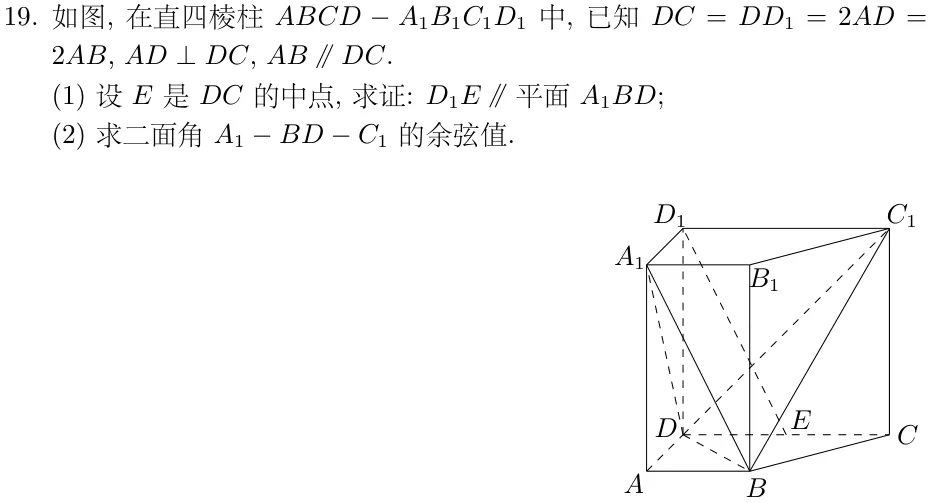 19. 如图, 在直四棱柱 ABCD − A₁B₁C₁D₁ 中, 已知 DC = DD₁ = 2AD =
2AB, AD ⊥ DC, AB ∥ DC.
(1) 设 E 是 DC 的中点, 求证: D₁E ∥ 平面 A₁BD;
(2) 求二面角 A₁ − BD − C₁ 的余弦值.
D₁
C₁
A₁
B₁
D
E
C
A
B